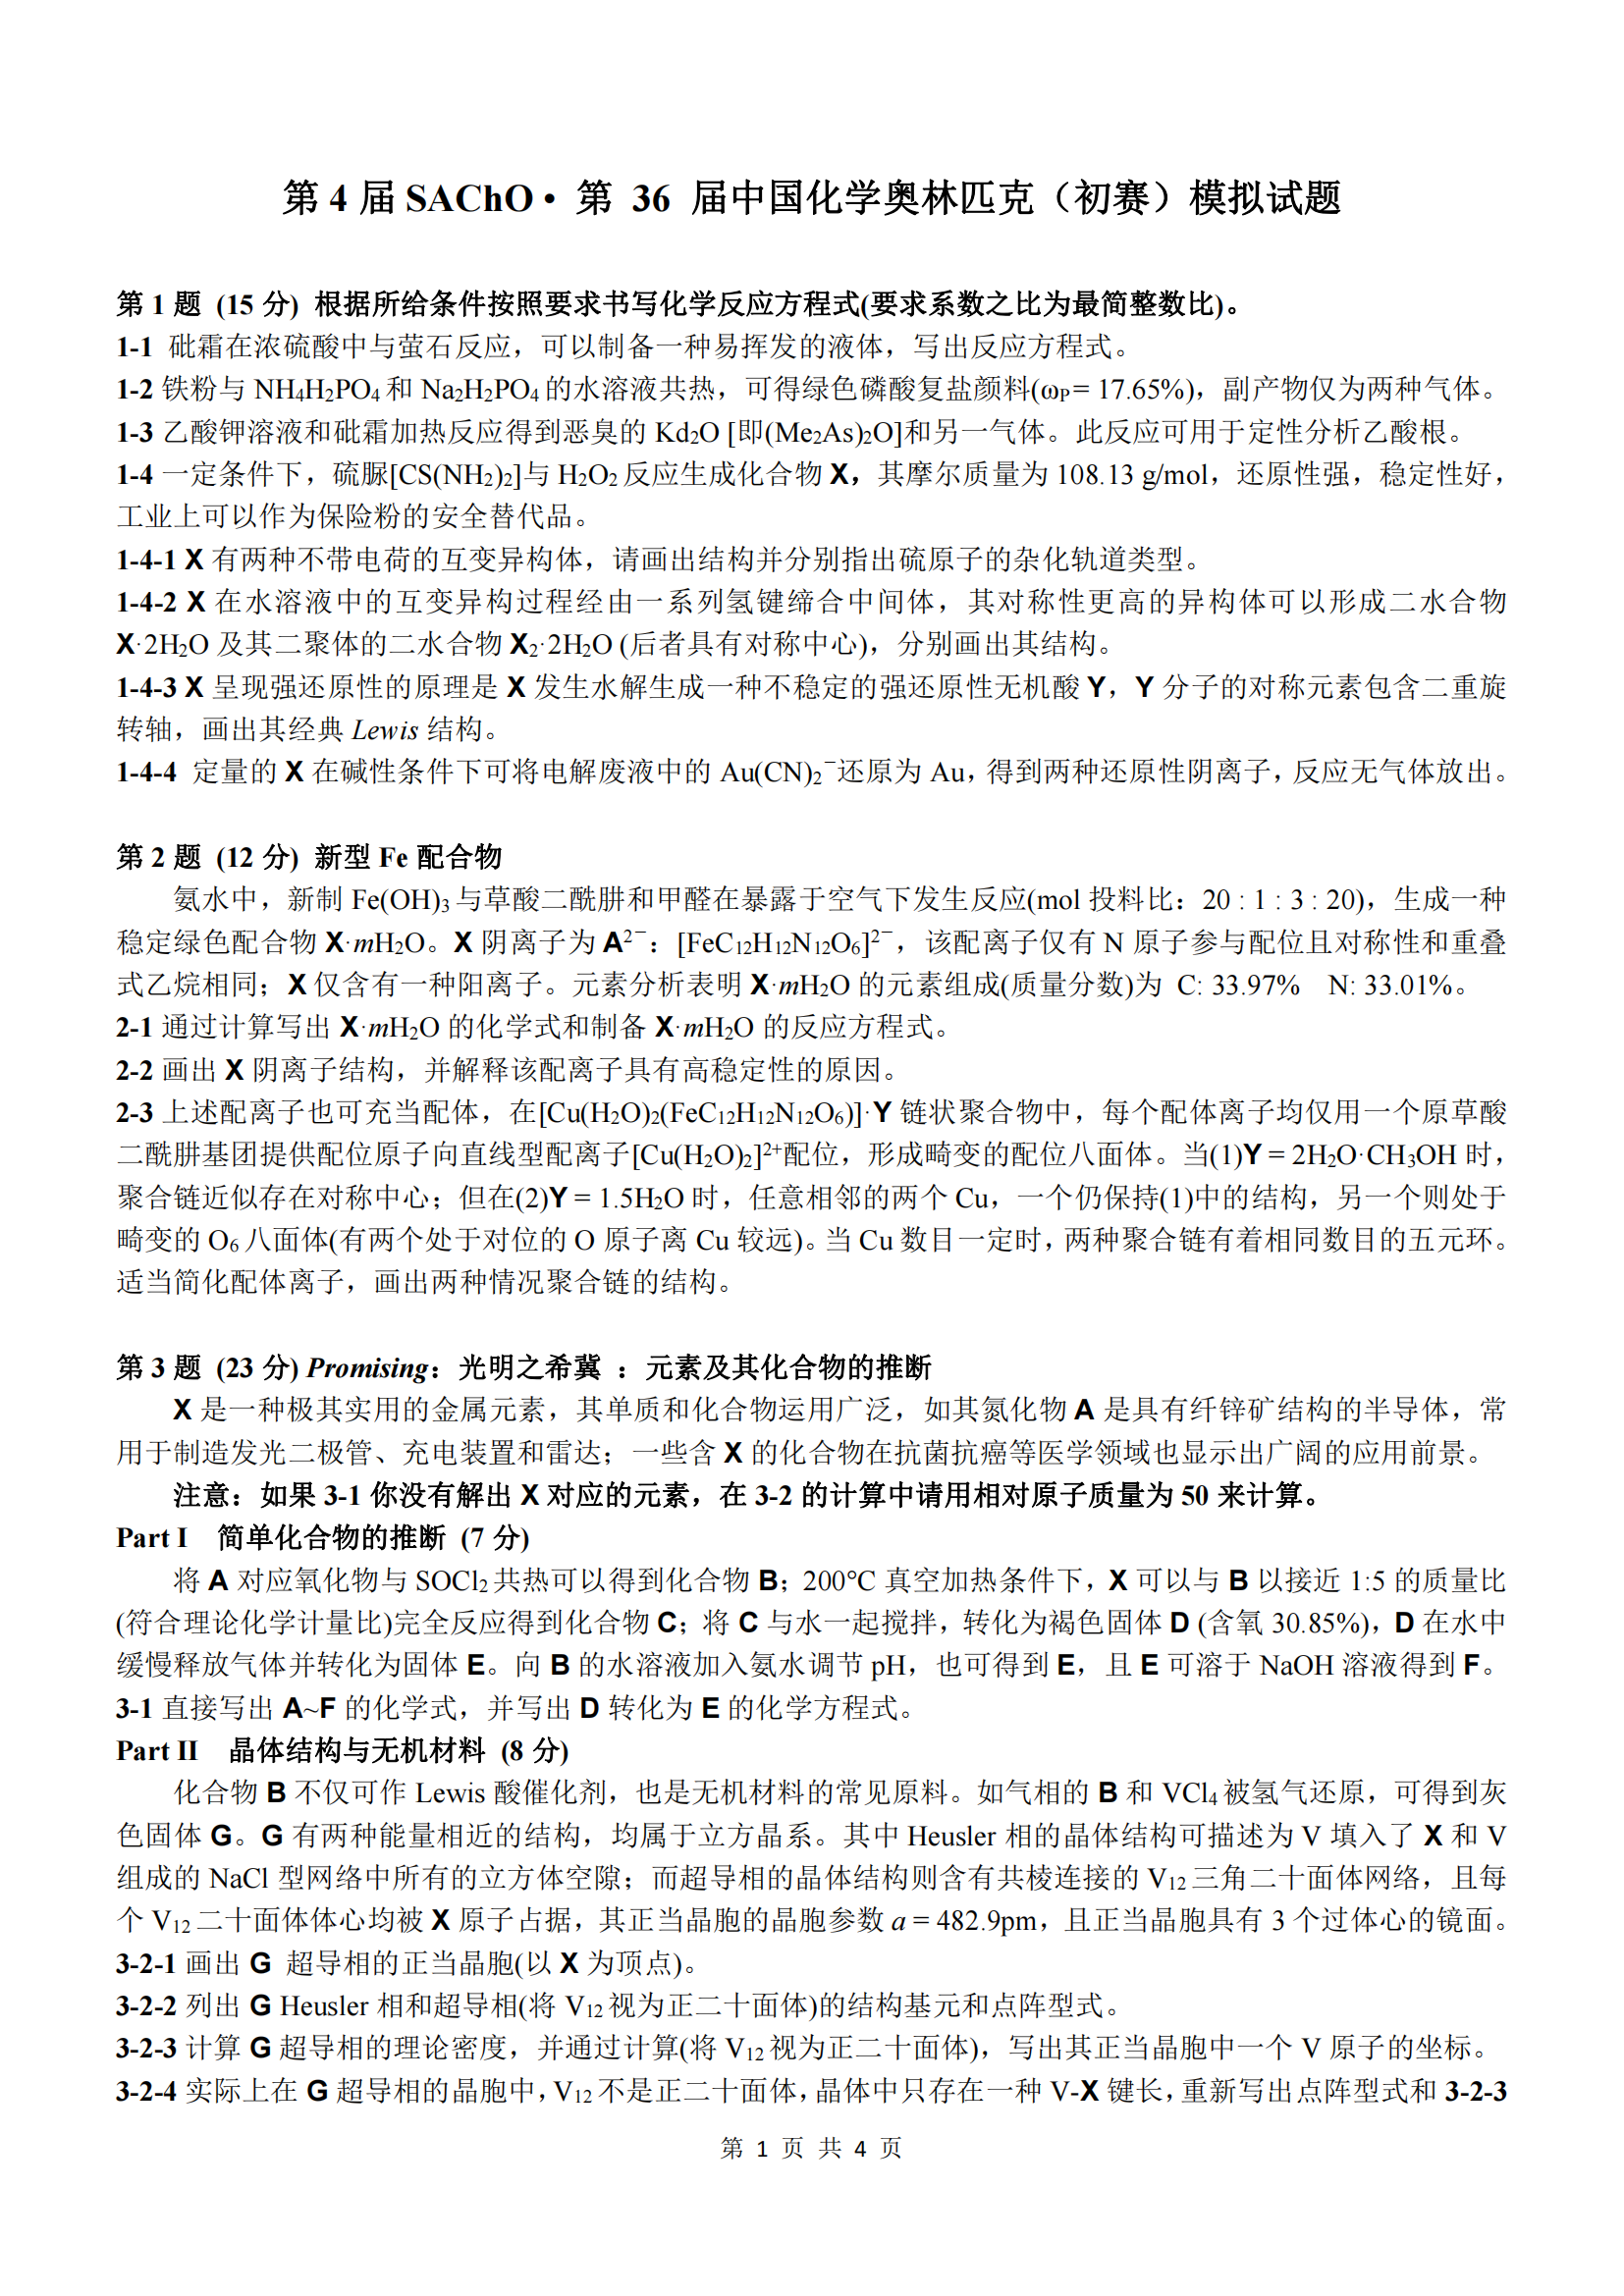 第 4 届 SAChO · 第 36 届中国化学奥林匹克（初赛）模拟试题
第 1 题 (15 分) 根据所给条件按照要求书写化学反应方程式(要求系数之比为最简整数比)。
1-1 砒霜在浓硫酸中与萤石反应，可以制备一种易挥发的液体，写出反应方程式。
1-2 铁粉与 NH₄H₂PO₄ 和 Na₂H₂PO₄ 的水溶液共热，可得绿色磷酸复盐颜料(ωP = 17.65%)，副产物仅为两种气体。
1-3 乙酸钾溶液和砒霜加热反应得到恶臭的 Kd₂O [即(Me₂As)₂O]和另一气体。此反应可用于定性分析乙酸根。
1-4 一定条件下，硫脲[CS(NH₂)₂]与 H₂O₂ 反应生成化合物 X，其摩尔质量为 108.13 g/mol，还原性强，稳定性好，
工业上可以作为保险粉的安全替代品。
1-4-1 X 有两种不带电荷的互变异构体，请画出结构并分别指出硫原子的杂化轨道类型。
1-4-2 X 在水溶液中的互变异构过程经由一系列氢键缔合中间体，其对称性更高的异构体可以形成二水合物
X·2H₂O 及其二聚体的二水合物 X₂·2H₂O (后者具有对称中心)，分别画出其结构。
1-4-3 X 呈现强还原性的原理是 X 发生水解生成一种不稳定的强还原性无机酸 Y，Y 分子的对称元素包含二重旋
转轴，画出其经典 Lewis 结构。
1-4-4 定量的 X 在碱性条件下可将电解废液中的 Au(CN)₂⁻还原为 Au，得到两种还原性阴离子，反应无气体放出。
第 2 题 (12 分) 新型 Fe 配合物
氨水中，新制 Fe(OH)₃ 与草酸二酰肼和甲醛在暴露于空气下发生反应(mol 投料比：20 : 1 : 3 : 20)，生成一种
稳定绿色配合物 X·mH₂O。X 阴离子为 A²⁻：[FeC₁₂H₁₂N₁₂O₆]²⁻，该配离子仅有 N 原子参与配位且对称性和重叠
式乙烷相同；X 仅含有一种阳离子。元素分析表明 X·mH₂O 的元素组成(质量分数)为 C: 33.97% N: 33.01%。
2-1 通过计算写出 X·mH₂O 的化学式和制备 X·mH₂O 的反应方程式。
2-2 画出 X 阴离子结构，并解释该配离子具有高稳定性的原因。
2-3 上述配离子也可充当配体，在[Cu(H₂O)₂(FeC₁₂H₁₂N₁₂O₆)]·Y 链状聚合物中，每个配体离子均仅用一个原草酸
二酰肼基团提供配位原子向直线型配离子[Cu(H₂O)₂]²⁺配位，形成畸变的配位八面体。当(1)Y = 2H₂O·CH₃OH 时，
聚合链近似存在对称中心；但在(2)Y = 1.5H₂O 时，任意相邻的两个 Cu，一个仍保持(1)中的结构，另一个则处于
畸变的 O₆ 八面体(有两个处于对位的 O 原子离 Cu 较远)。当 Cu 数目一定时，两种聚合链有着相同数目的五元环。
适当简化配体离子，画出两种情况聚合链的结构。
第 3 题 (23 分) Promising：光明之希冀 ：元素及其化合物的推断
X 是一种极其实用的金属元素，其单质和化合物运用广泛，如其氮化物 A 是具有纤锌矿结构的半导体，常
用于制造发光二极管、充电装置和雷达；一些含 X 的化合物在抗菌抗癌等医学领域也显示出广阔的应用前景。
注意：如果 3-1 你没有解出 X 对应的元素，在 3-2 的计算中请用相对原子质量为 50 来计算。
Part I 简单化合物的推断 (7 分)
将 A 对应氧化物与 SOCl₂ 共热可以得到化合物 B；200°C 真空加热条件下，X 可以与 B 以接近 1:5 的质量比
(符合理论化学计量比)完全反应得到化合物 C；将 C 与水一起搅拌，转化为褐色固体 D (含氧 30.85%)，D 在水中
缓慢释放气体并转化为固体 E。向 B 的水溶液加入氨水调节 pH，也可得到 E，且 E 可溶于 NaOH 溶液得到 F。
3-1 直接写出 A~F 的化学式，并写出 D 转化为 E 的化学方程式。
Part II 晶体结构与无机材料 (8 分)
化合物 B 不仅可作 Lewis 酸催化剂，也是无机材料的常见原料。如气相的 B 和 VCl₄ 被氢气还原，可得到灰
色固体 G。G 有两种能量相近的结构，均属于立方晶系。其中 Heusler 相的晶体结构可描述为 V 填入了 X 和 V
组成的 NaCl 型网络中所有的立方体空隙；而超导相的晶体结构则含有共棱连接的 V₁₂ 三角二十面体网络，且每
个 V₁₂ 二十面体体心均被 X 原子占据，其正当晶胞的晶胞参数 a = 482.9pm，且正当晶胞具有 3 个过体心的镜面。
3-2-1 画出 G 超导相的正当晶胞(以 X 为顶点)。
3-2-2 列出 G Heusler 相和超导相(将 V₁₂ 视为正二十面体)的结构基元和点阵型式。
3-2-3 计算 G 超导相的理论密度，并通过计算(将 V₁₂ 视为正二十面体)，写出其正当晶胞中一个 V 原子的坐标。
3-2-4 实际上在 G 超导相的晶胞中，V₁₂ 不是正二十面体，晶体中只存在一种 V-X 键长，重新写出点阵型式和 3-2-3
第 1 页 共 4 页